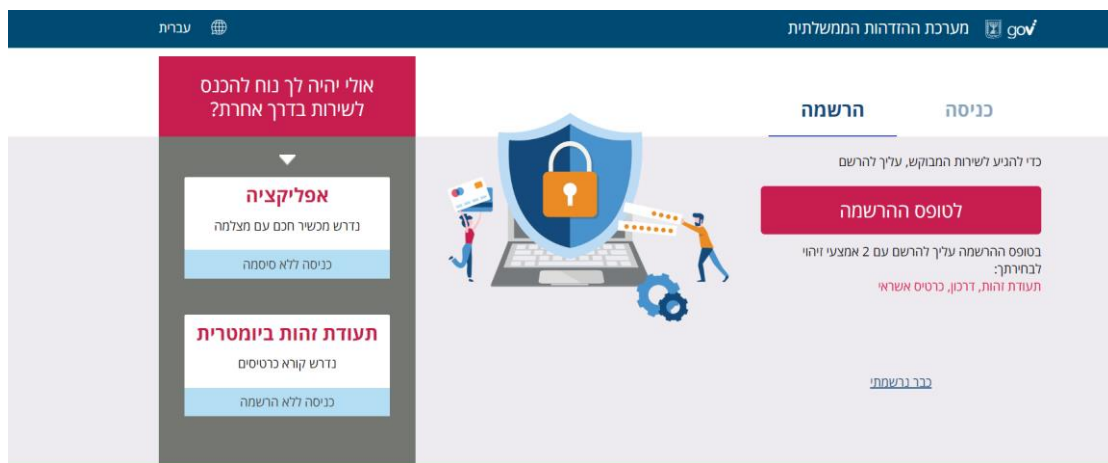 gov מערכת ההזדהות הממשלתית
עברית
כניסה
הרשמה
כדי להגיע לשירות המבוקש, עליך להרשם
לטופס ההרשמה
בטופס ההרשמה עליך להרשם עם 2 אמצעי זיהוי
לבחירתך:
תעודת זהות, דרכון, כרטיס אשראי
כבר נרשמתי
אולי יהיה לך נוח להכנס
לשירות בדרך אחרת?
אפליקציה
נדרש מכשיר חכם עם מצלמה
כניסה ללא סיסמה
תעודת זהות ביומטרית
נדרש קורא כרטיסים
כניסה ללא הרשמה